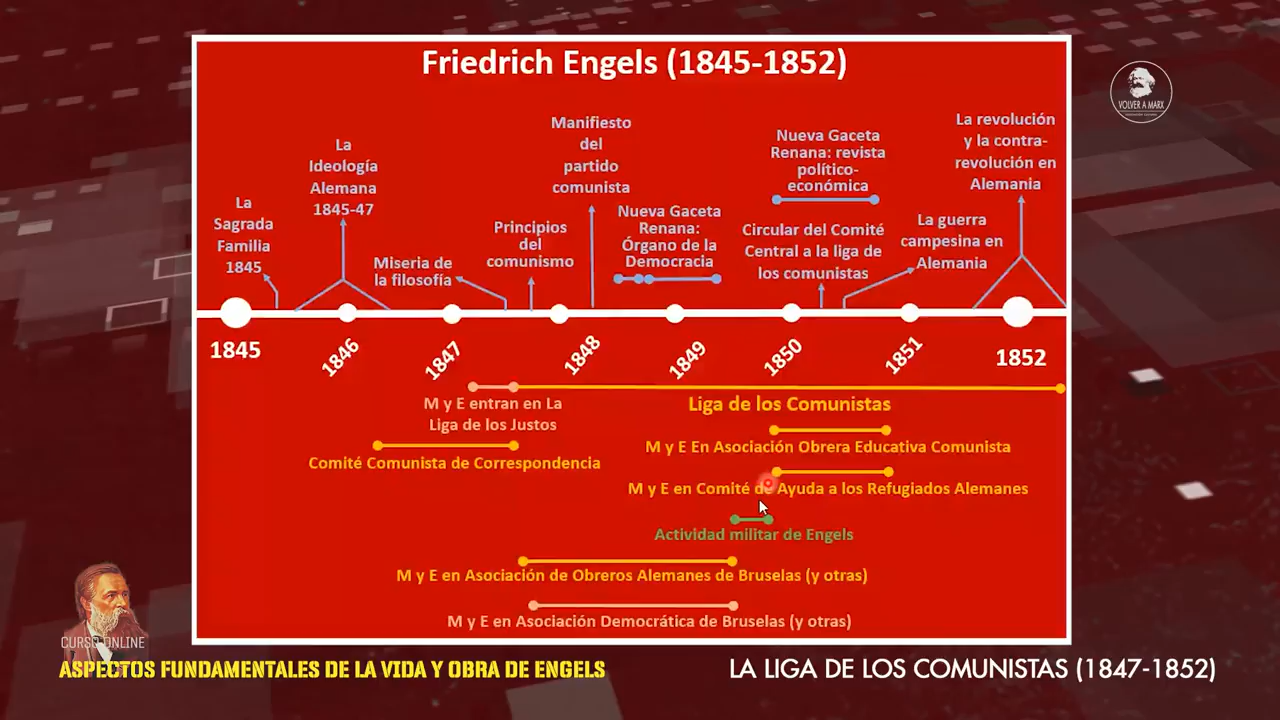 Friedrich Engels (1845-1852)
VOLVER A MARX
La
Sagrada
Familia
1845
La
Ideología
Alemana
1845-47
Miseria de
la filosofía
Principios
del
comunismo
Manifiesto
del
partido
comunista
Nueva Gaceta
Renana:
Órgano de la
Democracia
Nueva Gaceta
Renana: revista
político-
económica
Circular del Comité
Central a la liga de
los comunistas
La guerra
campesina en
Alemania
La revolución
y la contra-
revolución en
Alemania
1845
1846
1847
1848
1849
1850
1851
1852
M y E entran en La
Liga de los Justos
Liga de los Comunistas
M y E En Asociación Obrera Educativa Comunista
Comité Comunista de Correspondencia
M y E en Comité de Ayuda a los Refugiados Alemanes
Actividad militar de Engels
M y E en Asociación de Obreros Alemanes de Bruselas (y otras)
M y E en Asociación Democrática de Bruselas (y otras)
CURSO ONLINE
ASPECTOS FUNDAMENTALES DE LA VIDA Y OBRA DE ENGELS
LA LIGA DE LOS COMUNISTAS (1847-1852)